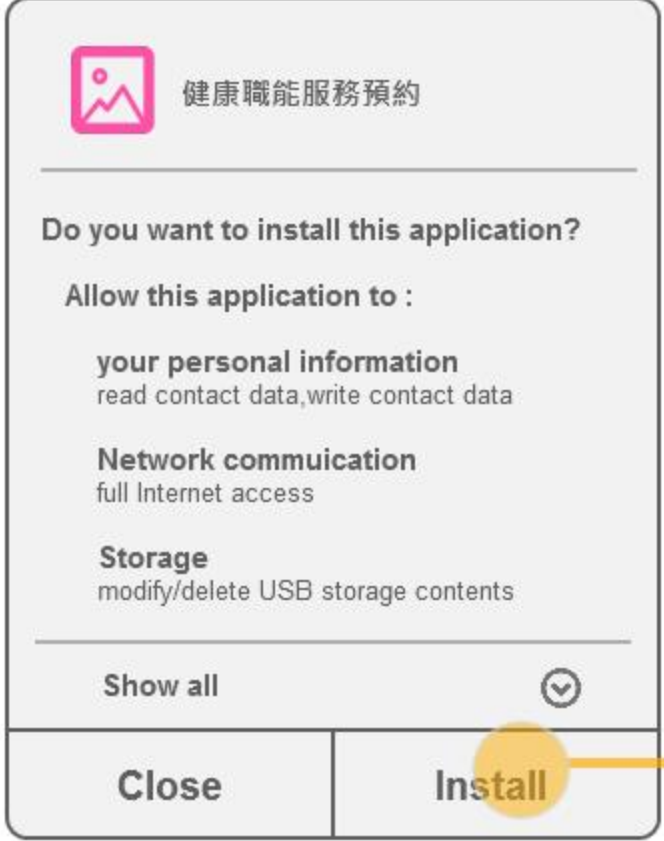 健康職能服務預約
Do you want to install this application?
Allow this application to :
your personal information
read contact data,write contact data
Network commuication
full Internet access
Storage
modify/delete USB storage contents
Show all
Close
Install